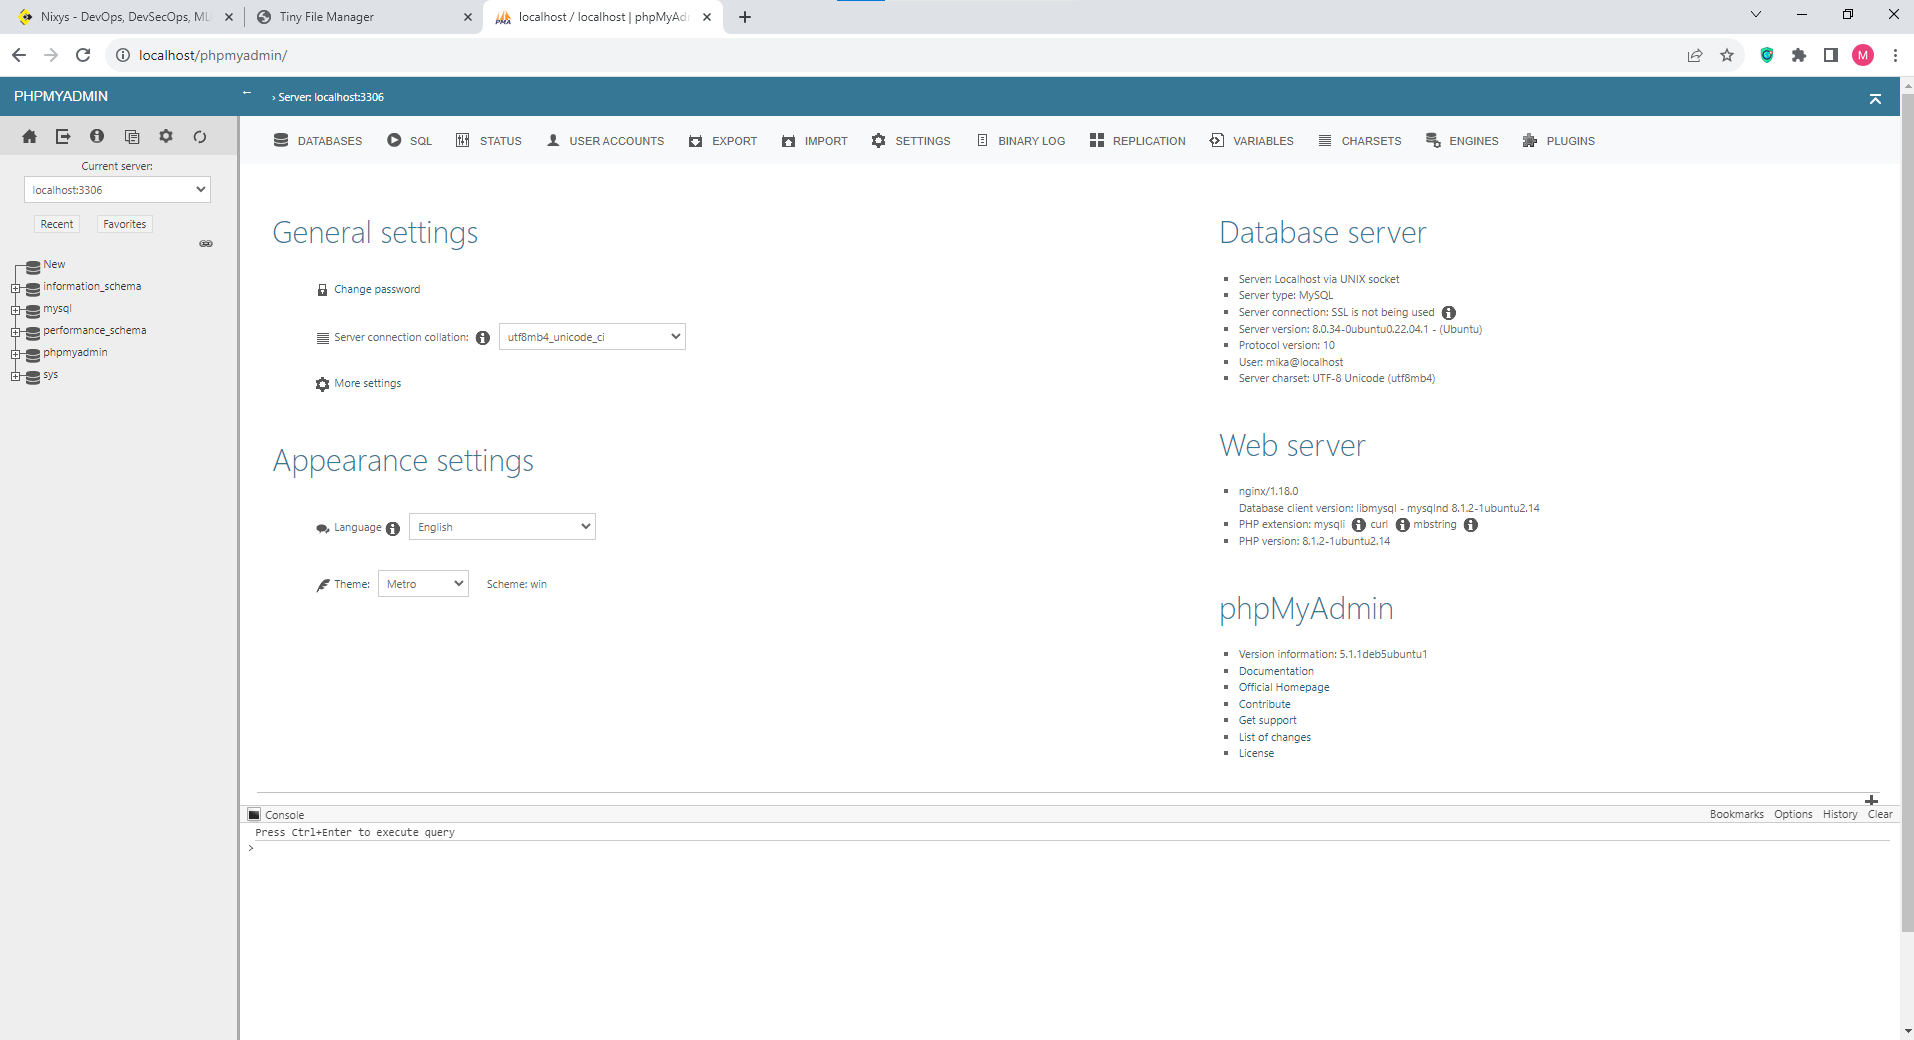 Nixys - DevOps, DevSecOps, ML
Tiny File Manager
localhost / localhost | phpMyAdr
localhost/phpmyadmin/
M
PHPMYADMIN
← › Server: localhost:3306
DATABASES SQL STATUS USER ACCOUNTS EXPORT IMPORT SETTINGS BINARY LOG REPLICATION VARIABLES CHARSETS ENGINES PLUGINS
Current server:
localhost:3306
Recent Favorites
New
information_schema
mysql
performance_schema
phpmyadmin
sys
General settings
Change password
Server connection collation: utf8mb4_unicode_ci
More settings
Appearance settings
Language English
Theme: Metro Scheme: win
Database server
Server: Localhost via UNIX socket
Server type: MySQL
Server connection: SSL is not being used
Server version: 8.0.34-0ubuntu0.22.04.1 - (Ubuntu)
Protocol version: 10
User: mika@localhost
Server charset: UTF-8 Unicode (utf8mb4)
Web server
nginx/1.18.0
Database client version: libmysql - mysqlnd 8.1.2-1ubuntu2.14
PHP extension: mysqli curl mbstring
PHP version: 8.1.2-1ubuntu2.14
phpMyAdmin
Version information: 5.1.1deb5ubuntu1
Documentation
Official Homepage
Contribute
Get support
List of changes
License
Console Bookmarks Options History Clear
Press Ctrl+Enter to execute query
>